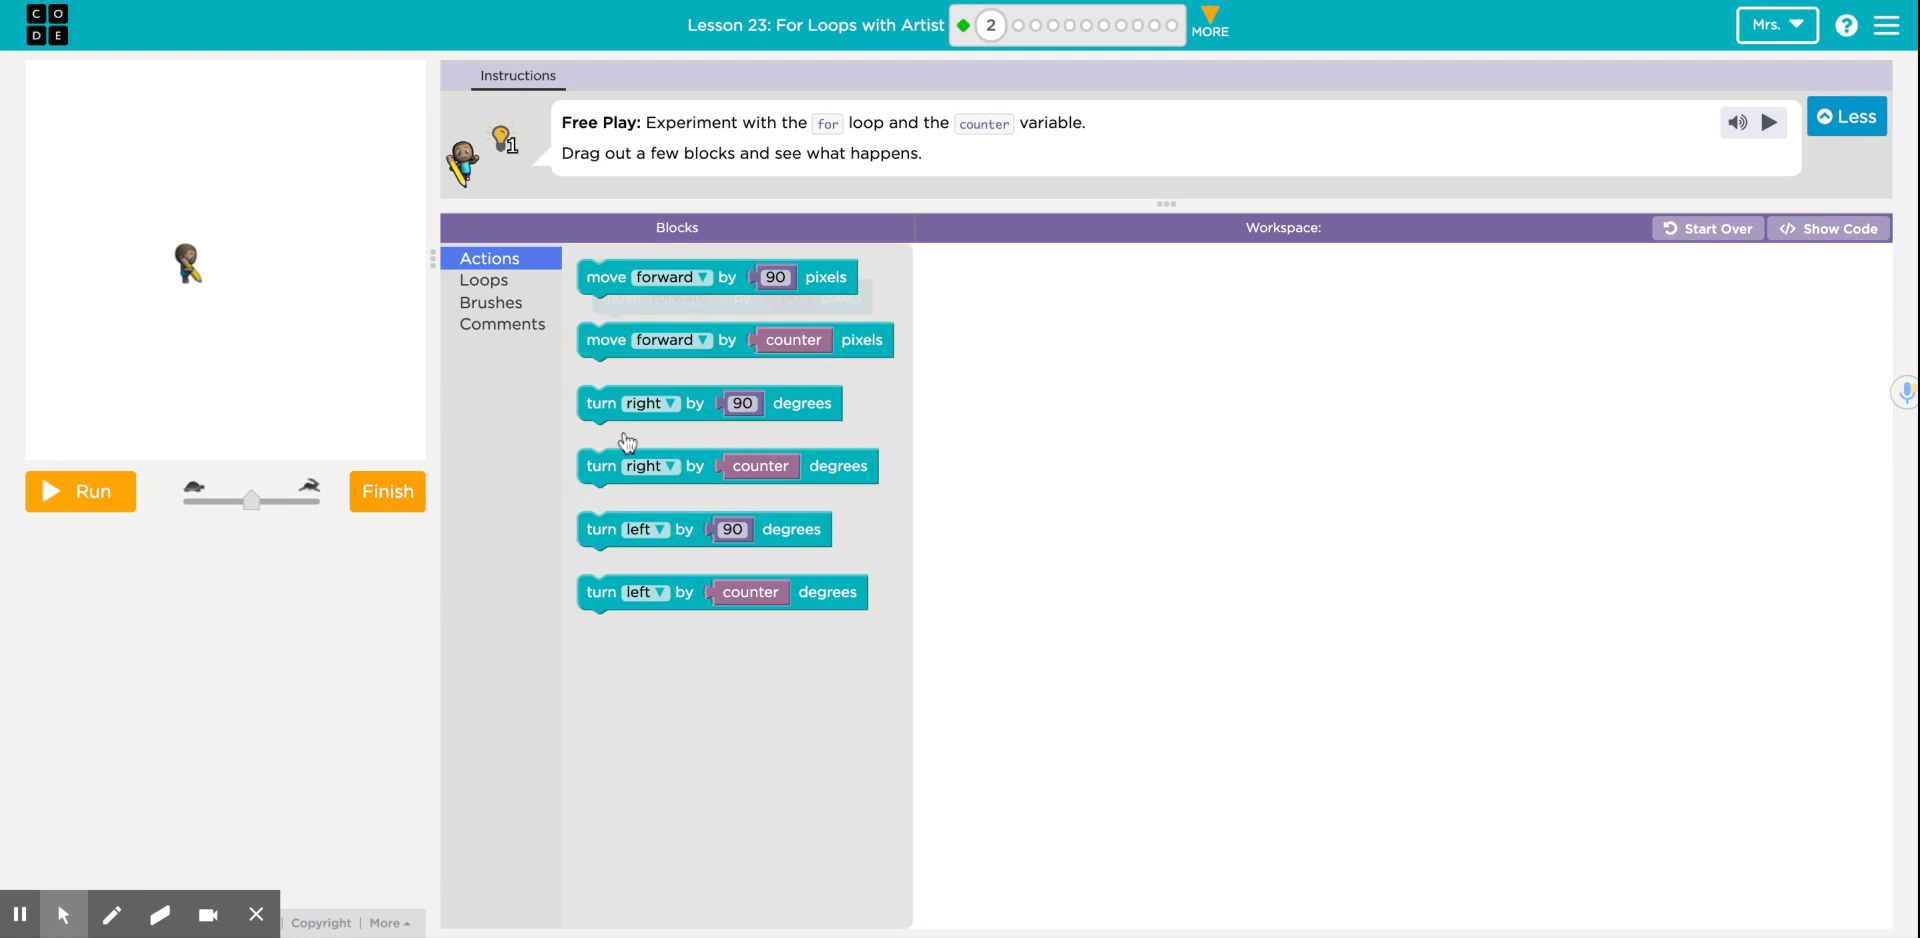 C O
D E
Lesson 23: For Loops with Artist
2
MORE
Mrs.
?
Instructions
1
Free Play: Experiment with the for loop and the counter variable.
Drag out a few blocks and see what happens.
Less
Blocks
Workspace:
Start Over
</> Show Code
Actions
Loops
Brushes
Comments
move forward by 90 pixels
move forward by counter pixels
turn right by 90 degrees
turn right by counter degrees
turn left by 90 degrees
turn left by counter degrees
Run
Finish
Copyright | More